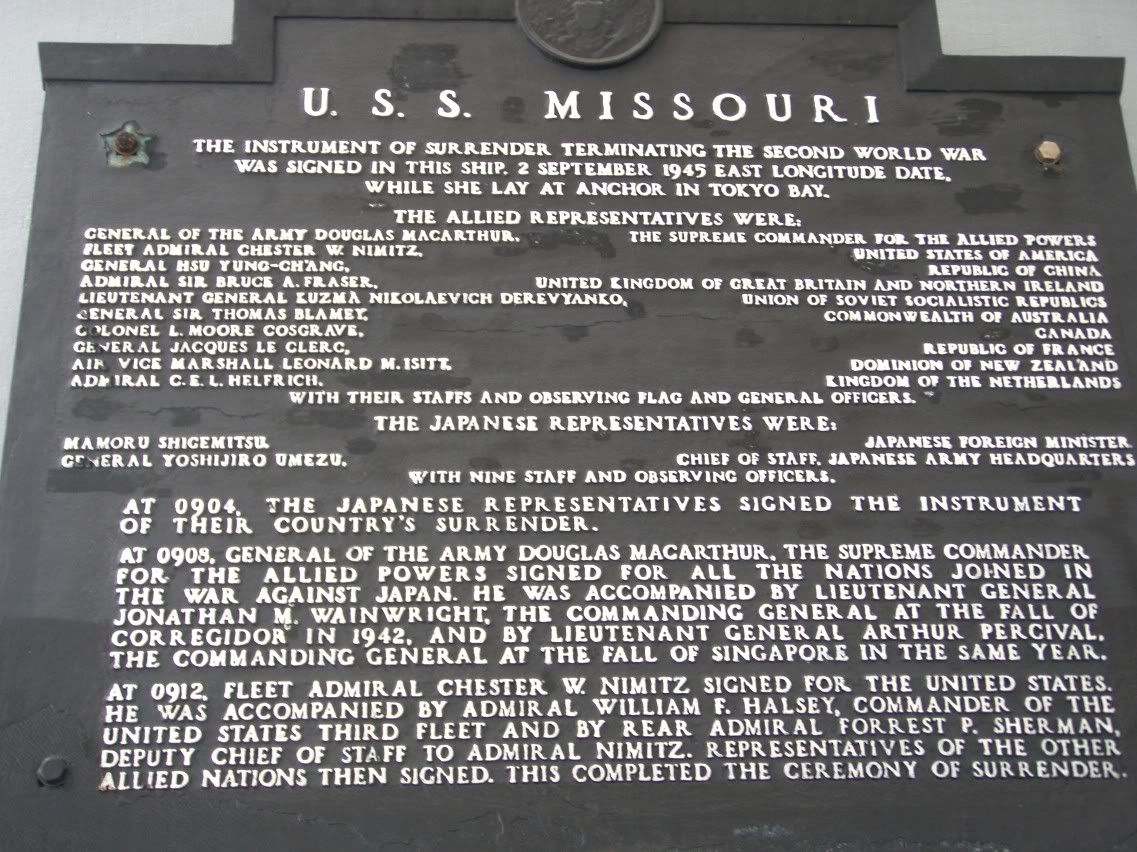 U. S. S. MISSOURI
THE INSTRUMENT OF SURRENDER TERMINATING THE SECOND WORLD WAR
WAS SIGNED IN THIS SHIP. 2 SEPTEMBER 1945 EAST LONGITUDE DATE,
WHILE SHE LAY AT ANCHOR IN TOKYO BAY.
THE ALLIED REPRESENTATIVES WERE:
GENERAL OF THE ARMY DOUGLAS MACARTHUR, THE SUPREME COMMANDER FOR THE ALLIED POWERS
FLEET ADMIRAL CHESTER W. NIMITZ, UNITED STATES OF AMERICA
GENERAL HSU YUNG-CH'ANG, REPUBLIC OF CHINA
ADMIRAL SIR BRUCE A. FRASER, UNITED KINGDOM OF GREAT BRITAIN AND NORTHERN IRELAND
LIEUTENANT GENERAL KUZMA NIKOLAEVICH DEREVYANKO, UNION OF SOVIET SOCIALISTIC REPUBLICS
GENERAL SIR THOMAS BLAMEY, COMMONWEALTH OF AUSTRALIA
COLONEL L. MOORE COSGRAVE, CANADA
GENERAL JACQUES LE CLERC, REPUBLIC OF FRANCE
AIR VICE MARSHALL LEONARD M. ISITT, DOMINION OF NEW ZEALAND
ADMIRAL C.E.L. HELFRICH, KINGDOM OF THE NETHERLANDS
WITH THEIR STAFFS AND OBSERVING FLAG AND GENERAL OFFICERS.
THE JAPANESE REPRESENTATIVES WERE:
MAMORU SHIGEMITSU, JAPANESE FOREIGN MINISTER
GENERAL YOSHIJIRO UMEZU, CHIEF OF STAFF, JAPANESE ARMY HEADQUARTERS
WITH NINE STAFF AND OBSERVING OFFICERS.
AT 0904, THE JAPANESE REPRESENTATIVES SIGNED THE INSTRUMENT
OF THEIR COUNTRY'S SURRENDER.
AT 0908, GENERAL OF THE ARMY DOUGLAS MACARTHUR, THE SUPREME COMMANDER
FOR THE ALLIED POWERS SIGNED FOR ALL THE NATIONS JOINED IN
THE WAR AGAINST JAPAN. HE WAS ACCOMPANIED BY LIEUTENANT GENERAL
JONATHAN M. WAINWRIGHT, THE COMMANDING GENERAL AT THE FALL OF
CORREGIDOR IN 1942, AND BY LIEUTENANT GENERAL ARTHUR PERCIVAL,
THE COMMANDING GENERAL AT THE FALL OF SINGAPORE IN THE SAME YEAR.
AT 0912, FLEET ADMIRAL CHESTER W. NIMITZ SIGNED FOR THE UNITED STATES.
HE WAS ACCOMPANIED BY ADMIRAL WILLIAM F. HALSEY, COMMANDER OF THE
UNITED STATES THIRD FLEET AND BY REAR ADMIRAL FORREST P. SHERMAN,
DEPUTY CHIEF OF STAFF TO ADMIRAL NIMITZ. REPRESENTATIVES OF THE OTHER
ALLIED NATIONS THEN SIGNED. THIS COMPLETED THE CEREMONY OF SURRENDER.